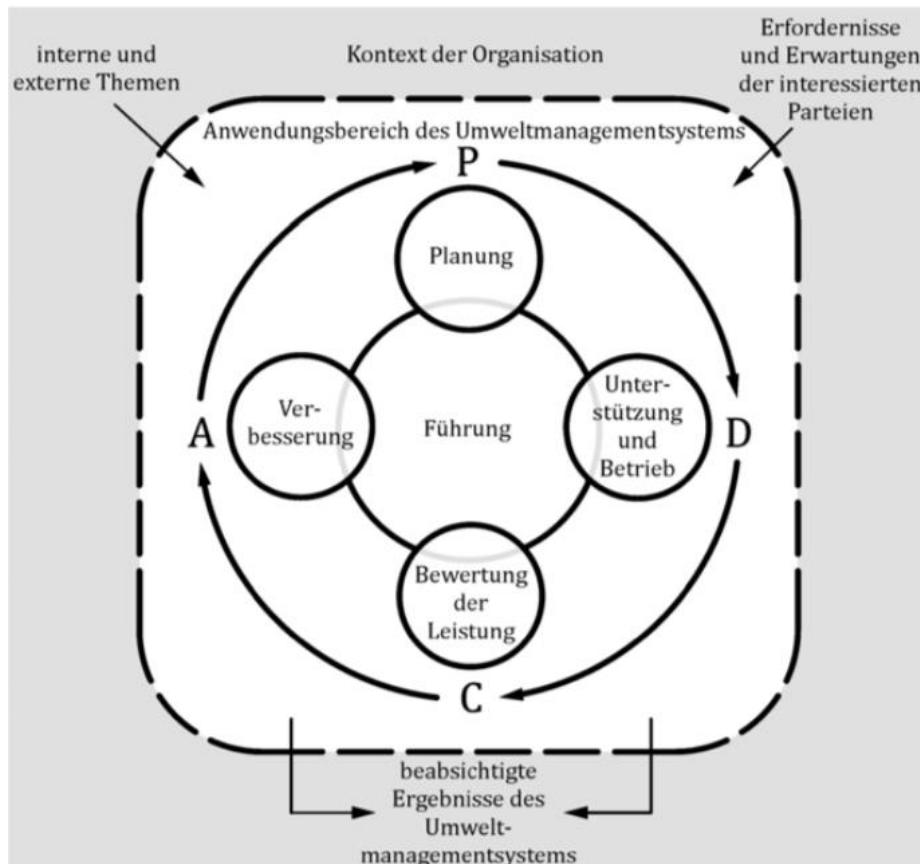 interne und
externe Themen
Kontext der Organisation
Erfordernisse
und Erwartungen
der interessierten
Parteien
Anwendungsbereich des Umweltmanagementsystems
P
Planung
A
Ver-
besserung
Führung
Unter-
stützung
und
Betrieb
D
Bewertung
der
Leistung
C
beabsichtigte
Ergebnisse des
Umwelt-
managementsystems